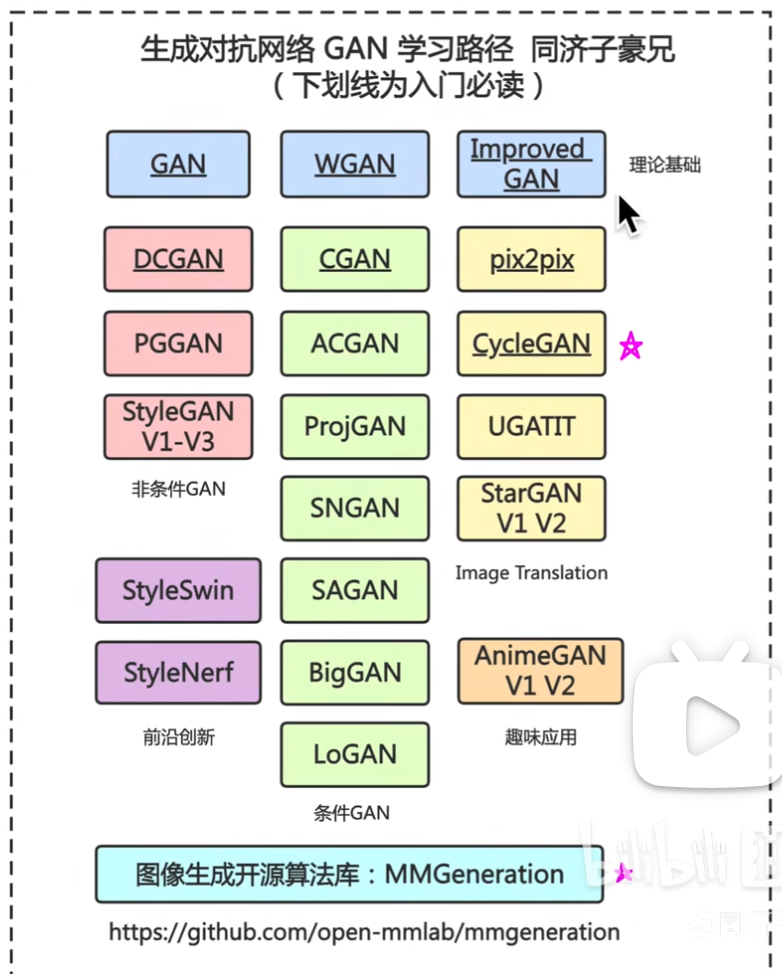 生成对抗网络 GAN 学习路径 同济子豪兄
（下划线为入门必读）
GAN
WGAN
Improved
GAN
理论基础
DCGAN
CGAN
pix2pix
PGGAN
ACGAN
CycleGAN
StyleGAN
V1-V3
ProjGAN
UGATIT
非条件GAN
SNGAN
StarGAN
V1 V2
StyleSwin
SAGAN
Image Translation
StyleNerf
BigGAN
AnimeGAN
V1 V2
前沿创新
趣味应用
LoGAN
条件GAN
图像生成开源算法库：MMGeneration
bilibili
https://github.com/open-mmlab/mmgeneration